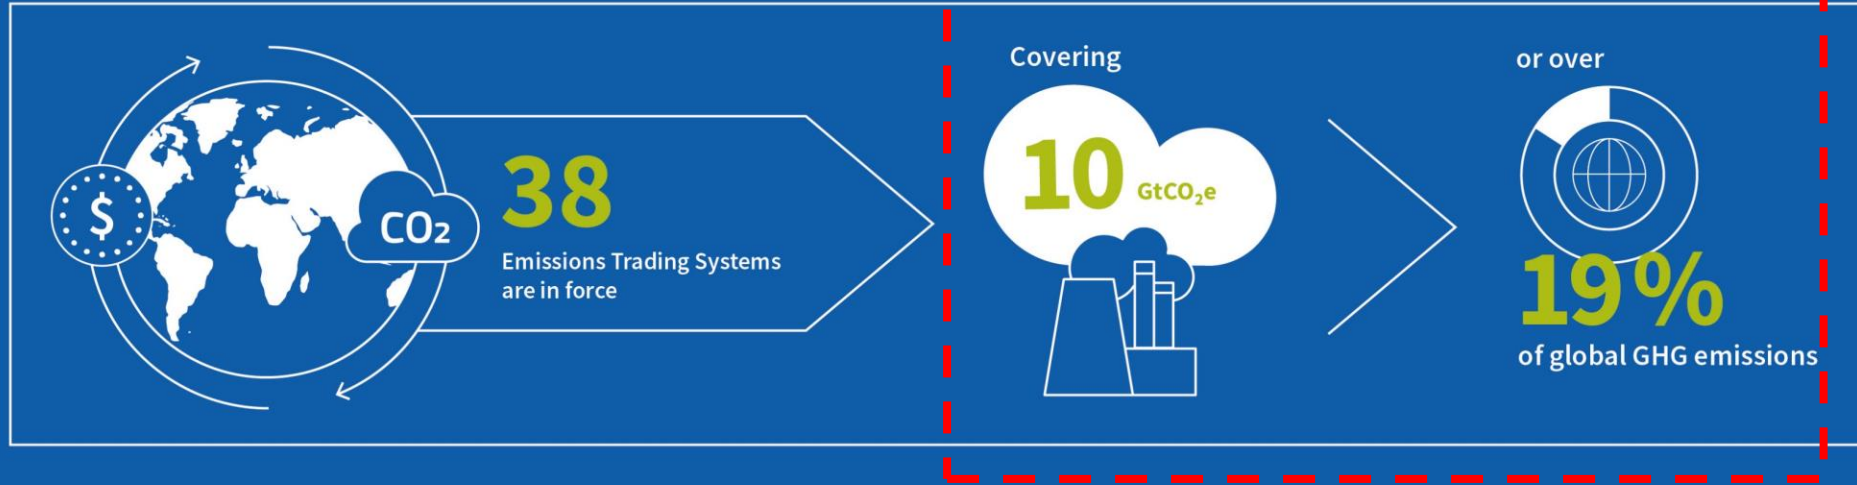 $
CO₂
38
Emissions Trading Systems
are in force
Covering
10 GtCO₂e
or over
19%
of global GHG emissions